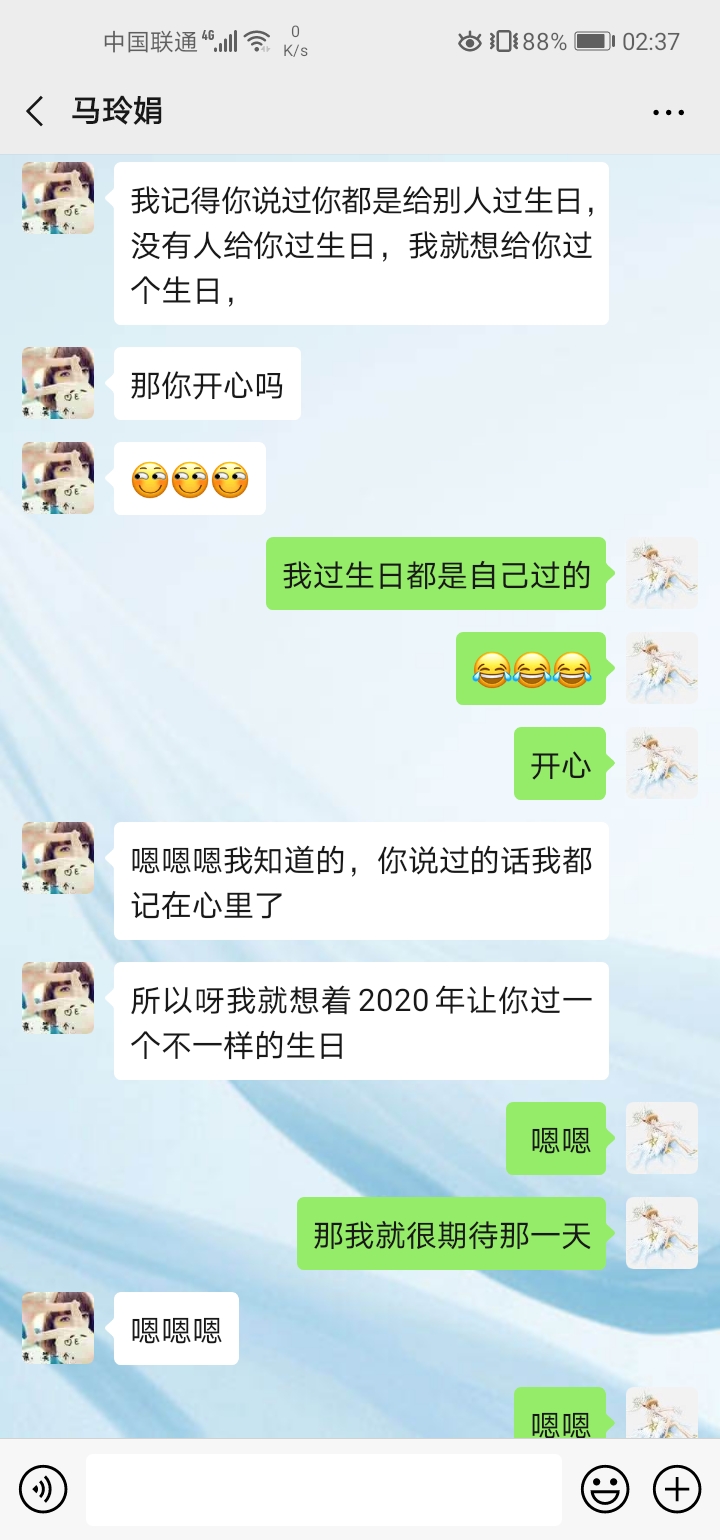 中国联通 4G 0 K/s 88% 02:37
马玲娟
我记得你说过你都是给别人过生日，
没有人给你过生日，我就想给你过
个生日，
那你开心吗
我过生日都是自己过的
开心
嗯嗯嗯我知道的，你说过的话我都
记在心里了
所以呀我就想着2020年让你过一
个不一样的生日
嗯嗯
那我就很期待那一天
嗯嗯嗯
嗯嗯